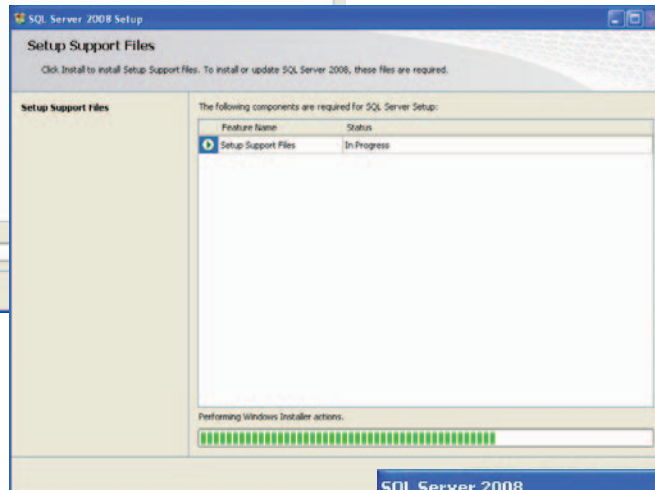 SQL Server 2008 Setup
Setup Support Files
Click Install to install Setup Support files. To install or update SQL Server 2008, these files are required.
Setup Support Files
The following components are required for SQL Server Setup:
Feature Name Status
Setup Support Files In Progress
Performing Windows Installer actions.
SQL Server 2008